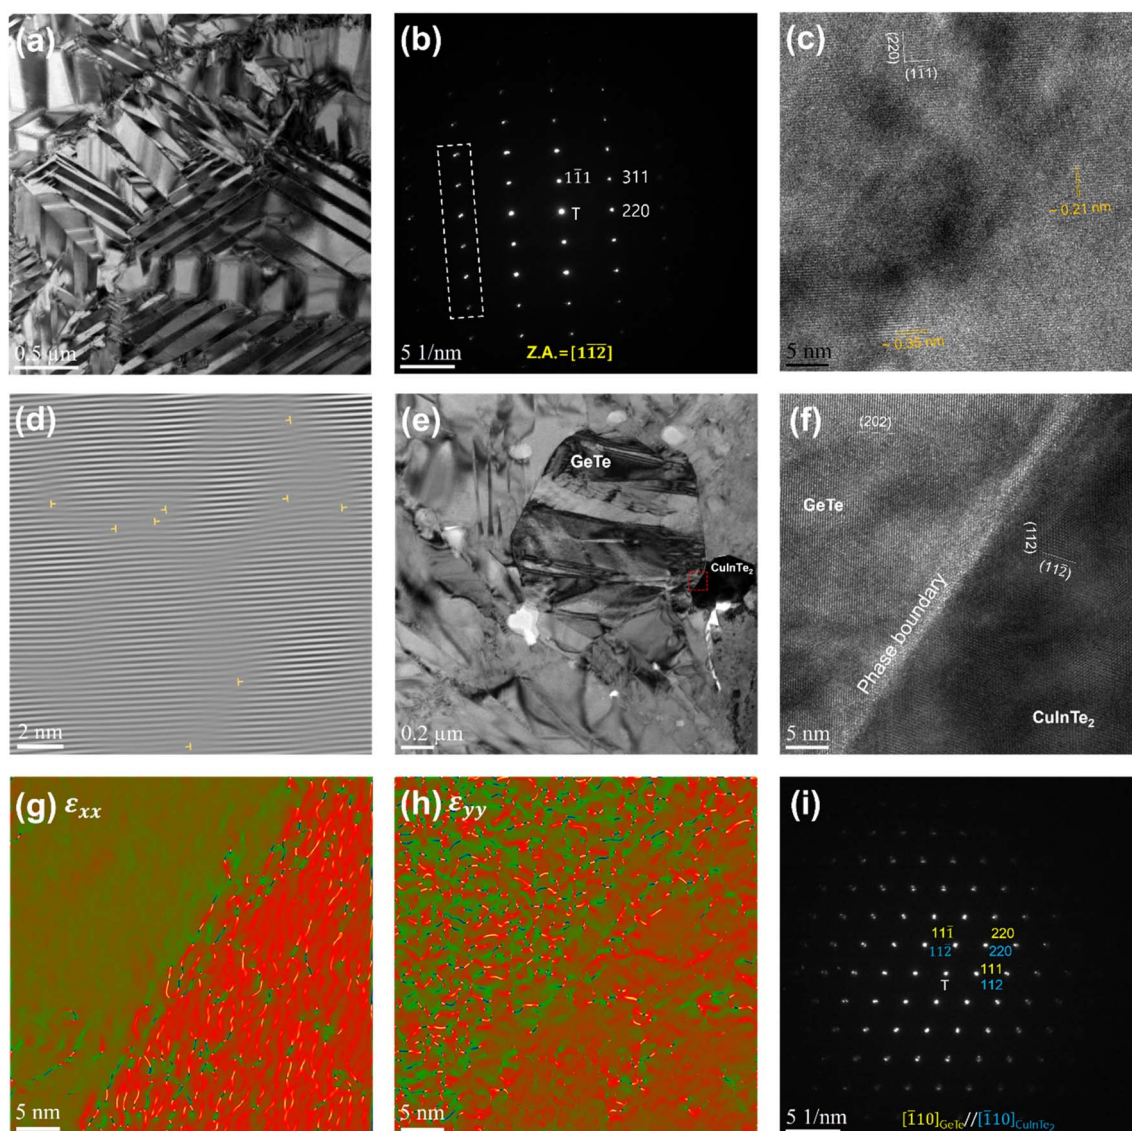 (a)
0.5 µm
(b)
11̄1
311
T
220
5 1/nm
Z.A.=[11̄2̄]
(c)
(220)
(11̄1)
~ 0.21 nm
~ 0.35 nm
5 nm
(d)
2 nm
(e)
GeTe
CuInTe₂
0.2 µm
(f)
(202)
GeTe
(112)
(112̄)
Phase boundary
CuInTe₂
5 nm
(g) εxx
5 nm
(h) εyy
5 nm
(i)
111̄ 220
112̄ 220
111
T 112
5 1/nm
[1̄10]GeTe//[1̄10]CuInTe₂